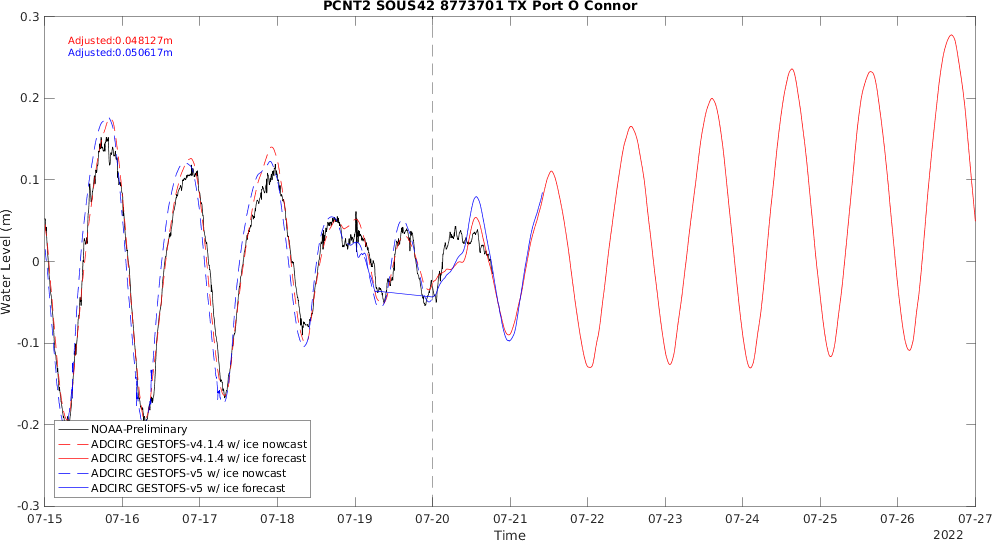 PCNT2 SOUS42 8773701 TX Port O Connor
Adjusted:0.048127m
Adjusted:0.050617m
Water Level (m)
0.3
0.2
0.1
0
-0.1
-0.2
-0.3
NOAA-Preliminary
ADCIRC GESTOFS-v4.1.4 w/ ice nowcast
ADCIRC GESTOFS-v4.1.4 w/ ice forecast
ADCIRC GESTOFS-v5 w/ ice nowcast
ADCIRC GESTOFS-v5 w/ ice forecast
07-15 07-16 07-17 07-18 07-19 07-20 07-21 07-22 07-23 07-24 07-25 07-26 07-27
Time
2022